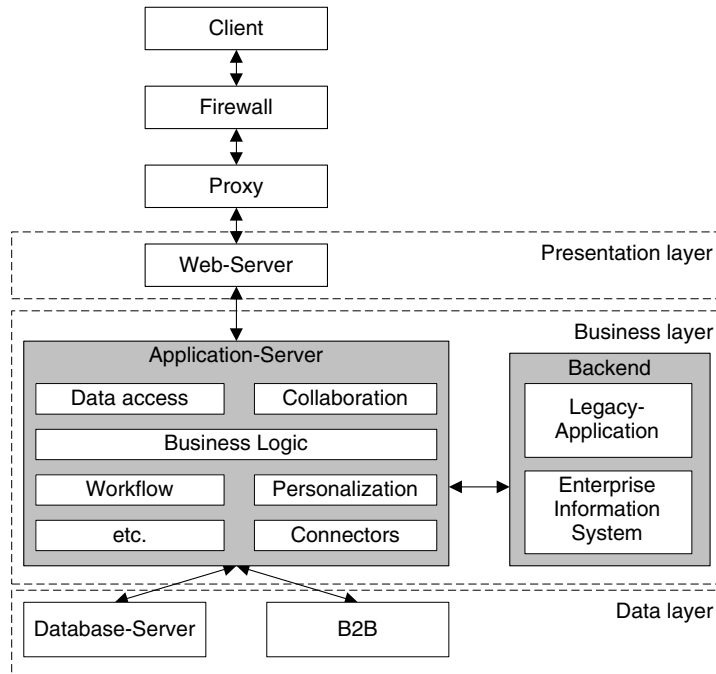 Client
Firewall
Proxy
Presentation layer
Web-Server
Business layer
Application-Server
Backend
Data access
Collaboration
Legacy-
Application
Business Logic
Workflow
Personalization
Enterprise
Information
System
etc.
Connectors
Data layer
Database-Server
B2B